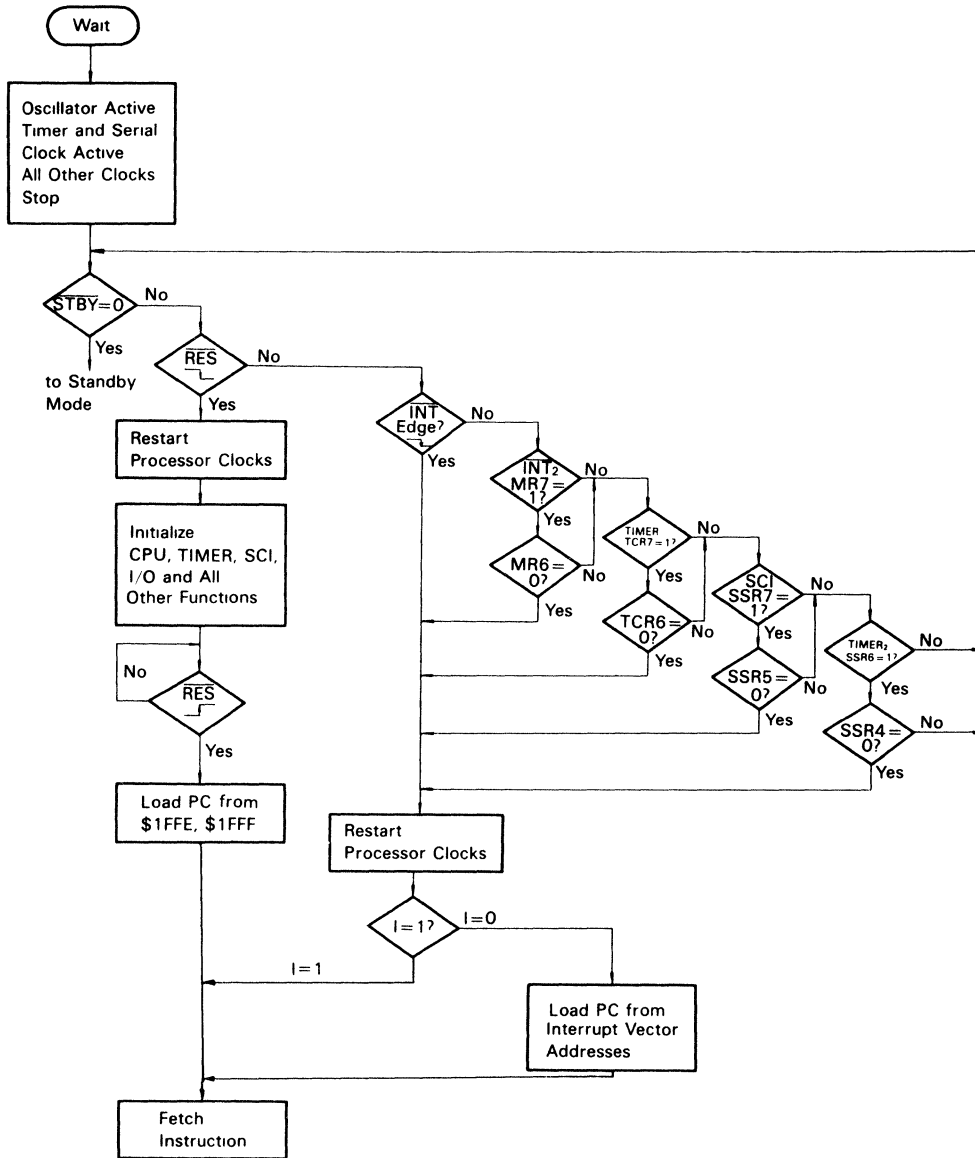 Wait
Oscillator Active
Timer and Serial
Clock Active
All Other Clocks
Stop
STBY=0
No
Yes
to Standby
Mode
RES
No
Yes
Restart
Processor Clocks
Initialize
CPU, TIMER, SCI,
I/O and All
Other Functions
No
RES
Yes
Load PC from
$1FFE, $1FFF
INT
Edge?
No
Yes
INT2
MR7=
1?
No
Yes
MR6=
0?
No
Yes
TIMER
TCR7=1?
No
Yes
TCR6=
0?
No
Yes
SCI
SSR7=
1?
No
Yes
SSR5=
0?
No
Yes
TIMER2
SSR6=1?
No
Yes
SSR4=
0?
No
Yes
Restart
Processor Clocks
I=1?
I=0
I=1
Load PC from
Interrupt Vector
Addresses
Fetch
Instruction